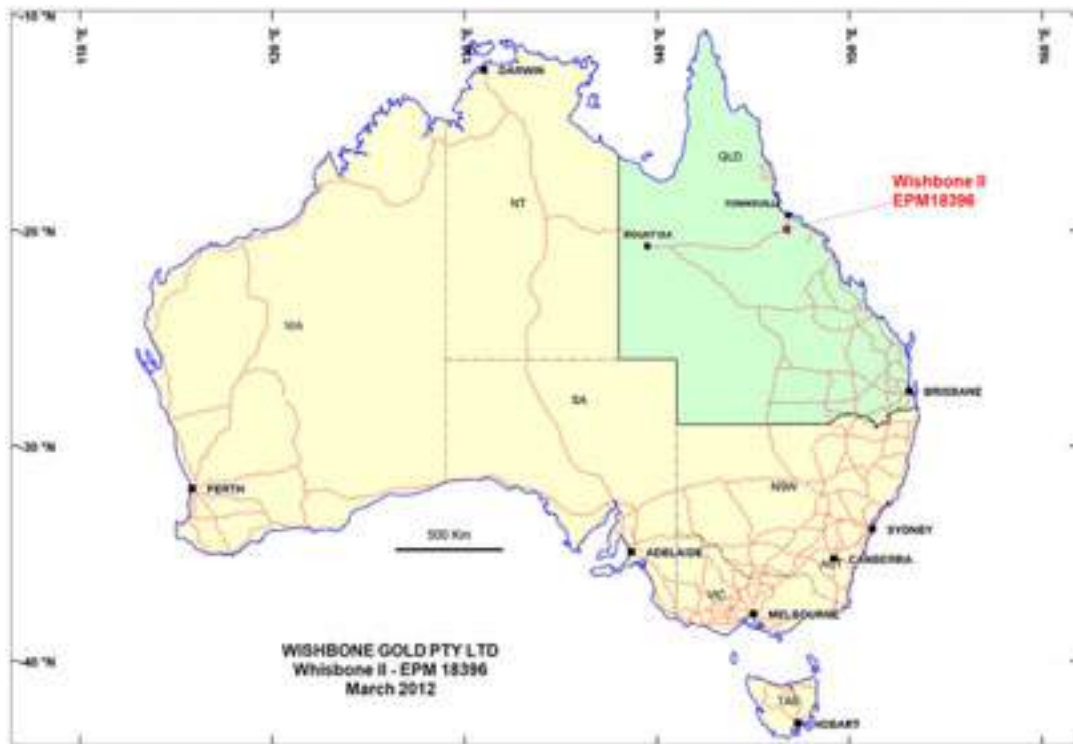 -10 °N
DARWIN
QLD
NT
Wishbone II
EPM18396
TOWNSVILLE
-20 °N
MOUNT ISA
WA
SA
BRISBANE
-30 °N
NSW
PERTH
500 Km
SYDNEY
ADELAIDE
CANBERRA
VIC
MELBOURNE
WISHBONE GOLD PTY LTD
Whisbone II - EPM 18396
March 2012
-40 °N
TAS
HOBART